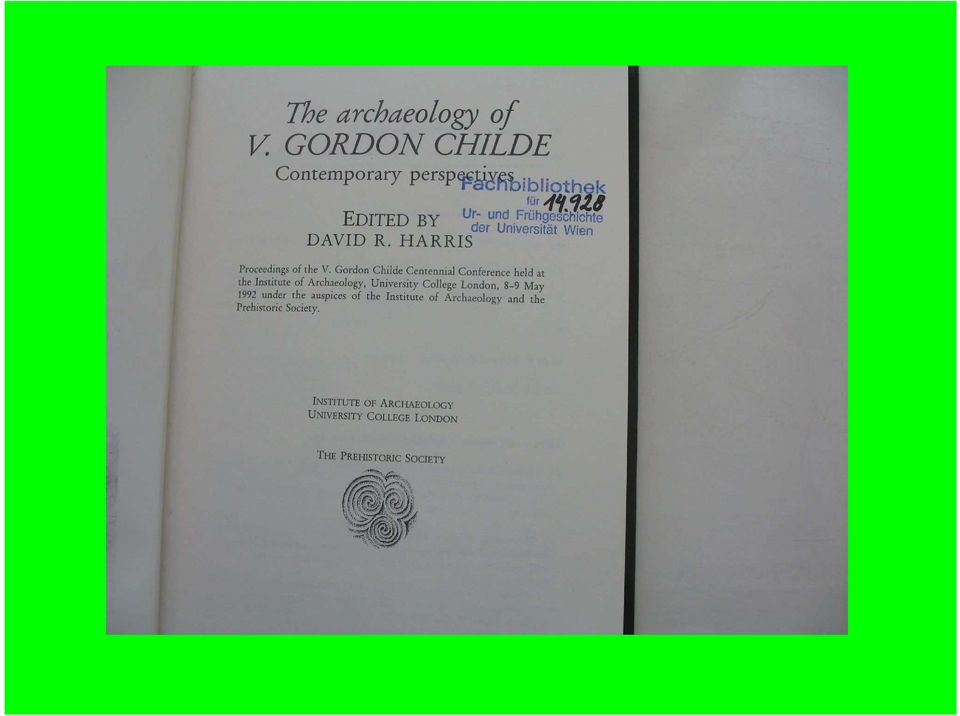 The archaeology of
V. GORDON CHILDE
Contemporary perspectives
Fachbibliothek
für 14.928
Ur- und Frühgeschichte
der Universität Wien
EDITED BY
DAVID R. HARRIS
Proceedings of the V. Gordon Childe Centennial Conference held at
the Institute of Archaeology, University College London, 8–9 May
1992 under the auspices of the Institute of Archaeology and the
Prehistoric Society.
INSTITUTE OF ARCHAEOLOGY
UNIVERSITY COLLEGE LONDON
THE PREHISTORIC SOCIETY